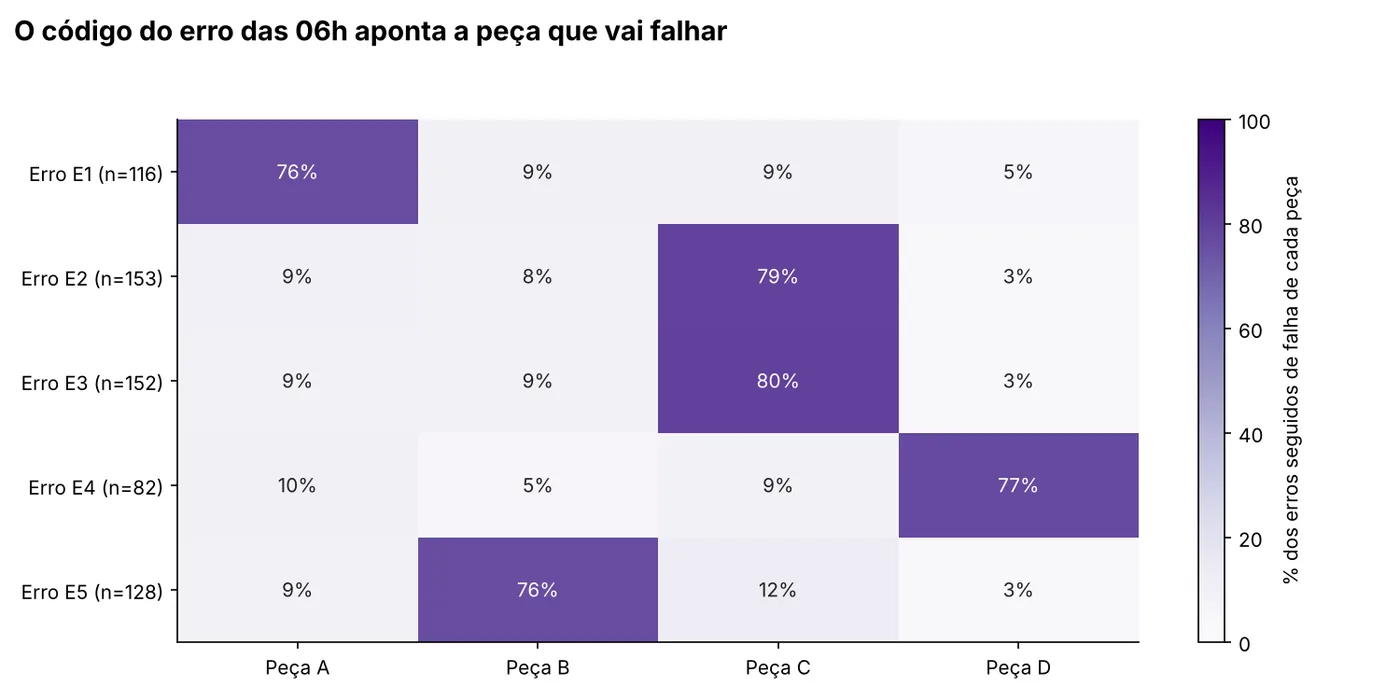 O código do erro das 06h aponta a peça que vai falhar
Erro E1 (n=116) 76% 9% 9% 5%
Erro E2 (n=153) 9% 8% 79% 3%
Erro E3 (n=152) 9% 9% 80% 3%
Erro E4 (n=82) 10% 5% 9% 77%
Erro E5 (n=128) 9% 76% 12% 3%
Peça A Peça B Peça C Peça D
100
80
60
40
20
0
% dos erros seguidos de falha de cada peça